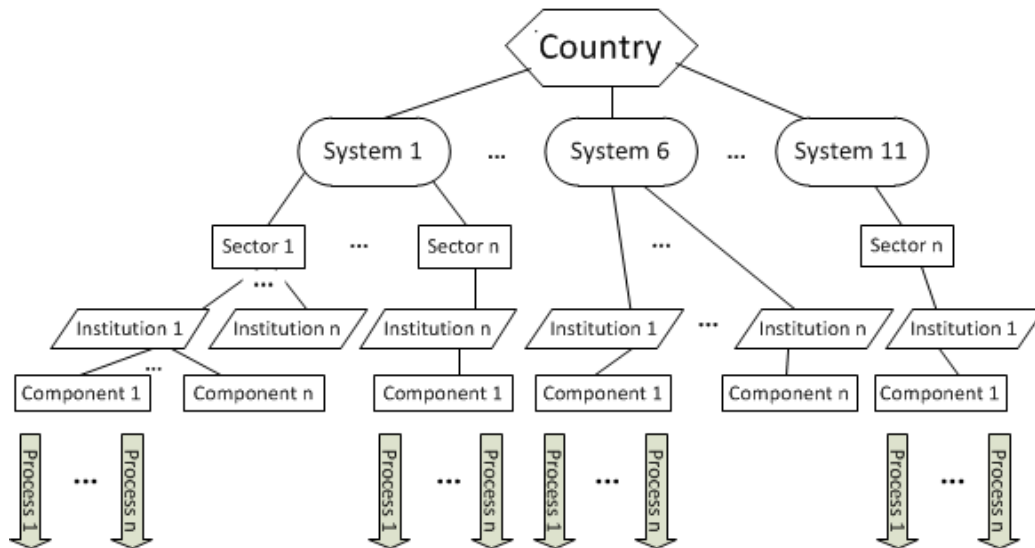 Country
System 1 ... System 6 ... System 11
Sector 1 ... Sector n ... Sector n
...
Institution 1 Institution n Institution n Institution 1 ... Institution n Institution 1
...
Component 1 Component n Component 1 Component 1 Component n Component 1
Process 1 ... Process n Process 1 ... Process n Process 1 ... Process n Process 1 ... Process n